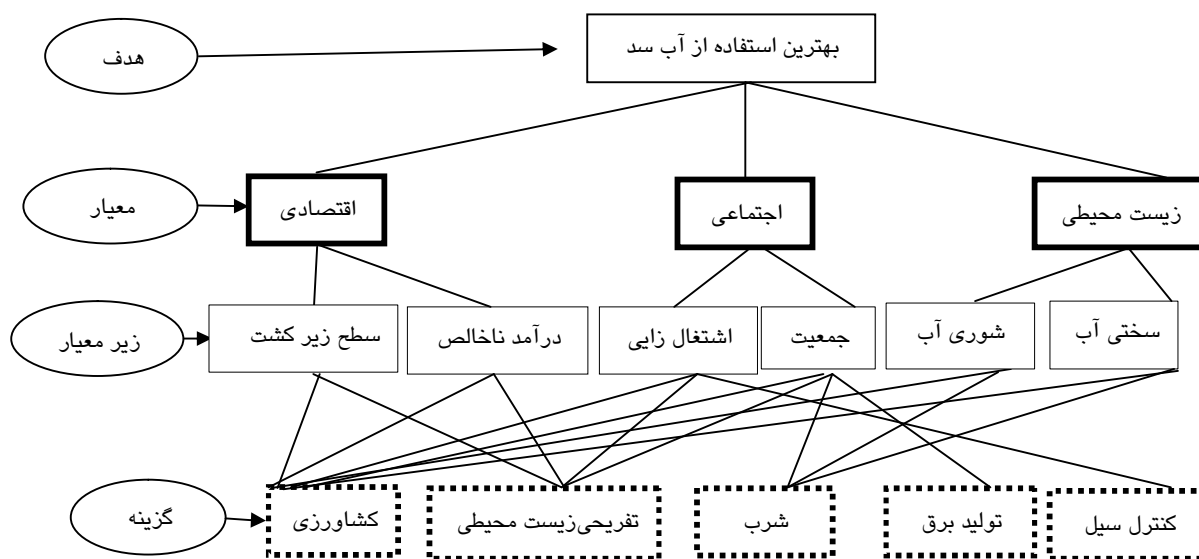 هدف
بهترین استفاده از آب سد
معیار
زیست محیطی
اجتماعی
اقتصادی
زیر معیار
سختی آب
شوری آب
جمعیت
اشتغال زایی
درآمد ناخالص
سطح زیر کشت
گزینه
کنترل سیل
تولید برق
شرب
تفریحی‌زیست محیطی
کشاورزی